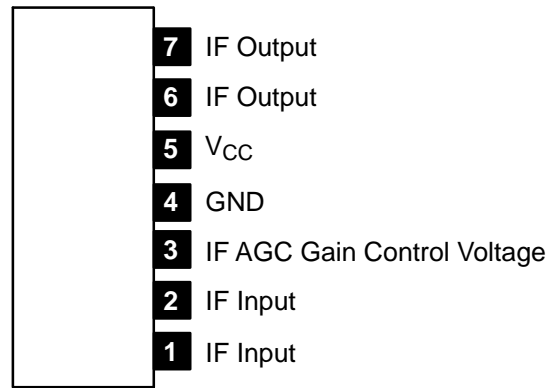 7 IF Output
6 IF Output
5 VCC
4 GND
3 IF AGC Gain Control Voltage
2 IF Input
1 IF Input